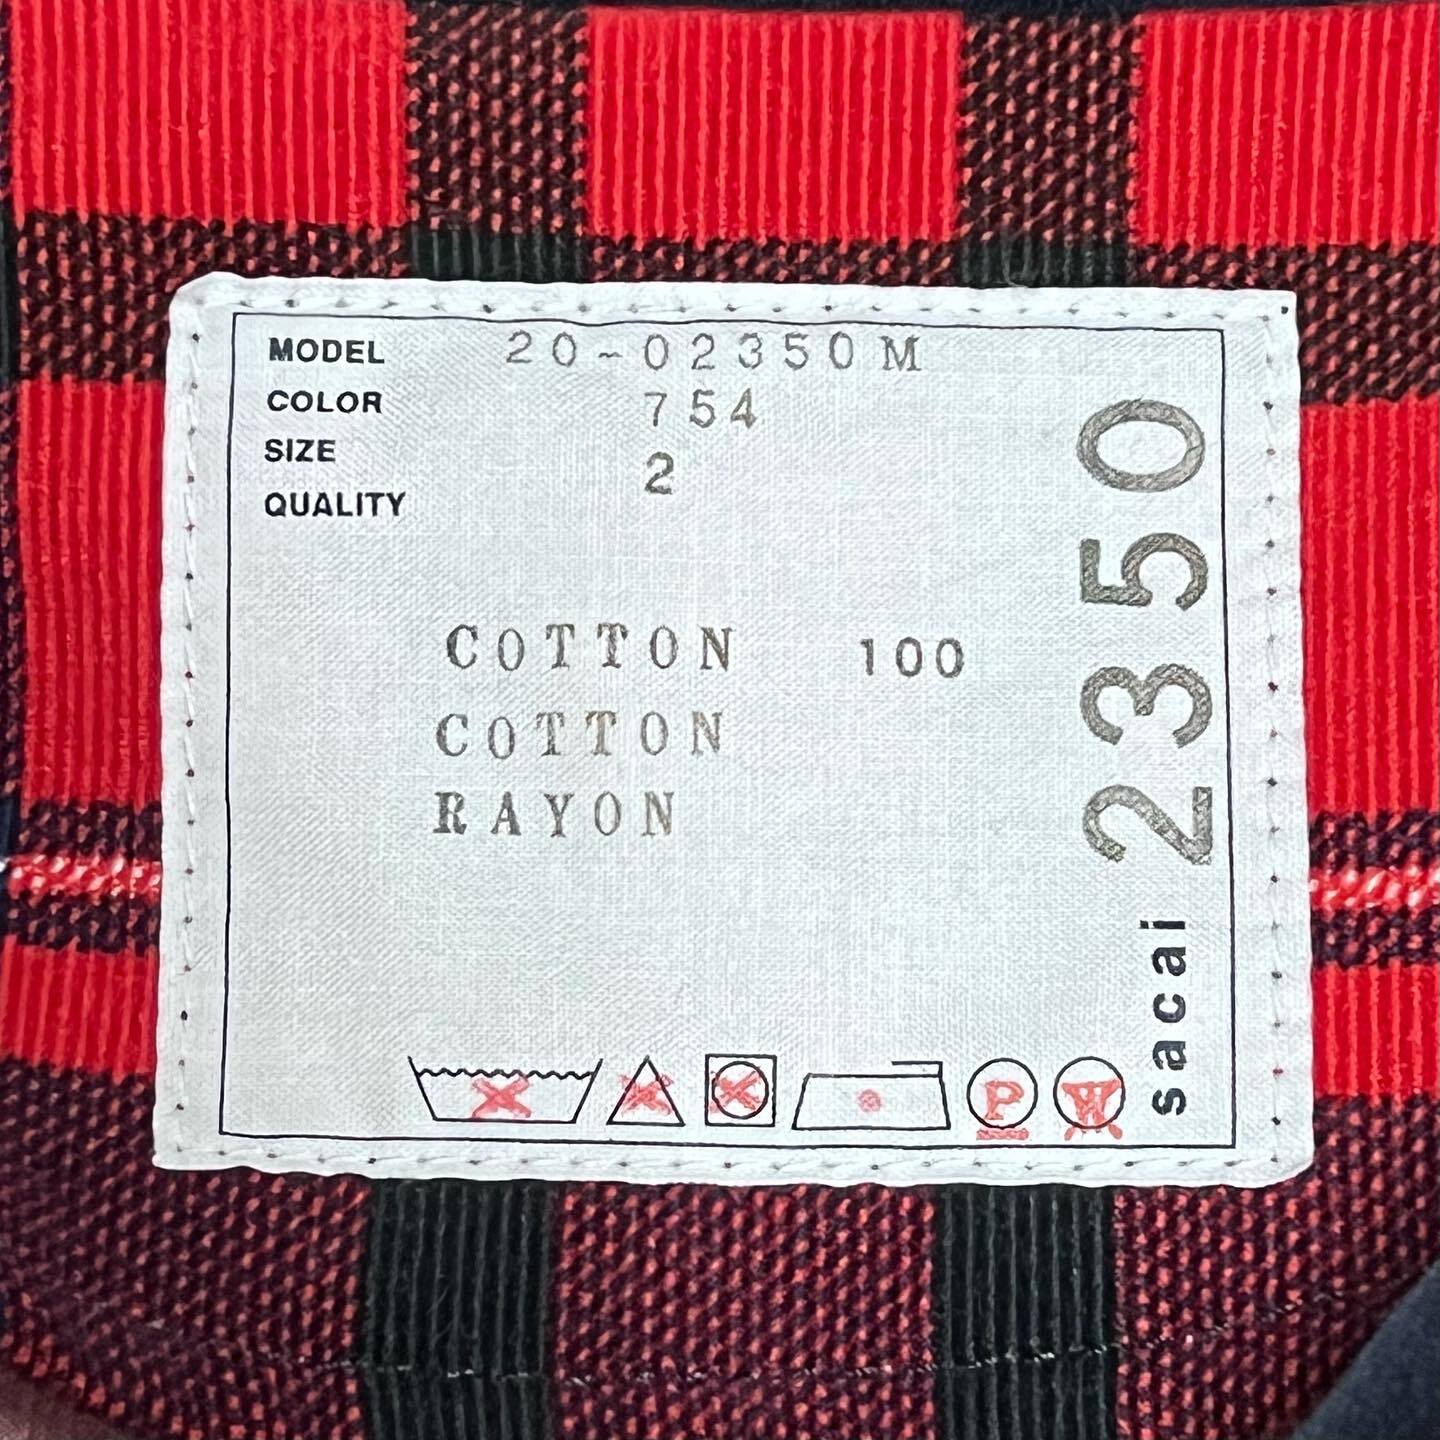 MODEL 20-02350M
COLOR 754
SIZE 2
QUALITY
COTTON 100
COTTON
RAYON
P
W
sacai 2350